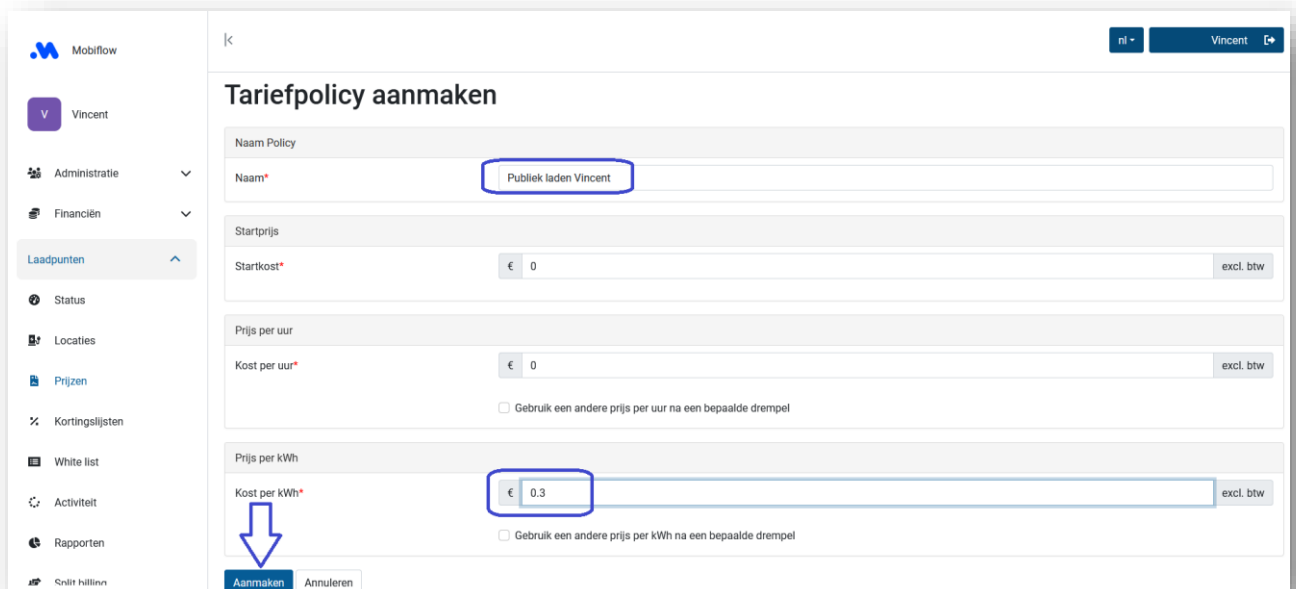 Mobiflow
nl
Vincent
V
Vincent
Tariefpolicy aanmaken
Naam Policy
Naam*
Publiek laden Vincent
Administratie
Financiën
Startprijs
Laadpunten
Startkost*
€ 0 excl. btw
Status
Prijs per uur
Locaties
Kost per uur*
€ 0 excl. btw
Prijzen
Gebruik een andere prijs per uur na een bepaalde drempel
Kortingslijsten
White list
Prijs per kWh
Kost per kWh*
€ 0.3 excl. btw
Activiteit
Gebruik een andere prijs per kWh na een bepaalde drempel
Rapporten
Split billing
Aanmaken
Annuleren